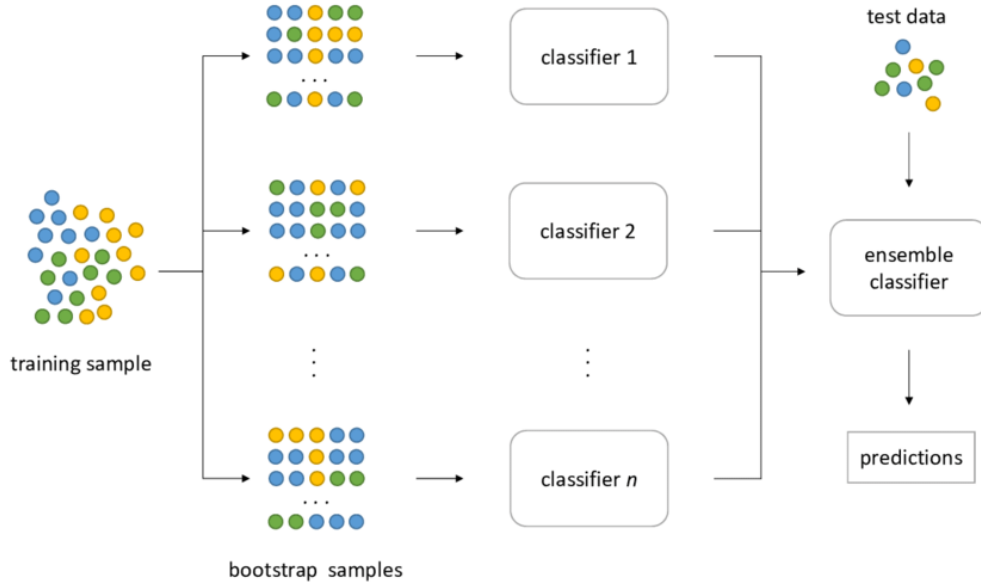 test data
classifier 1
. . .
classifier 2
...
ensemble
classifier
training sample
. . .
. . .
predictions
classifier n
. . .
bootstrap samples